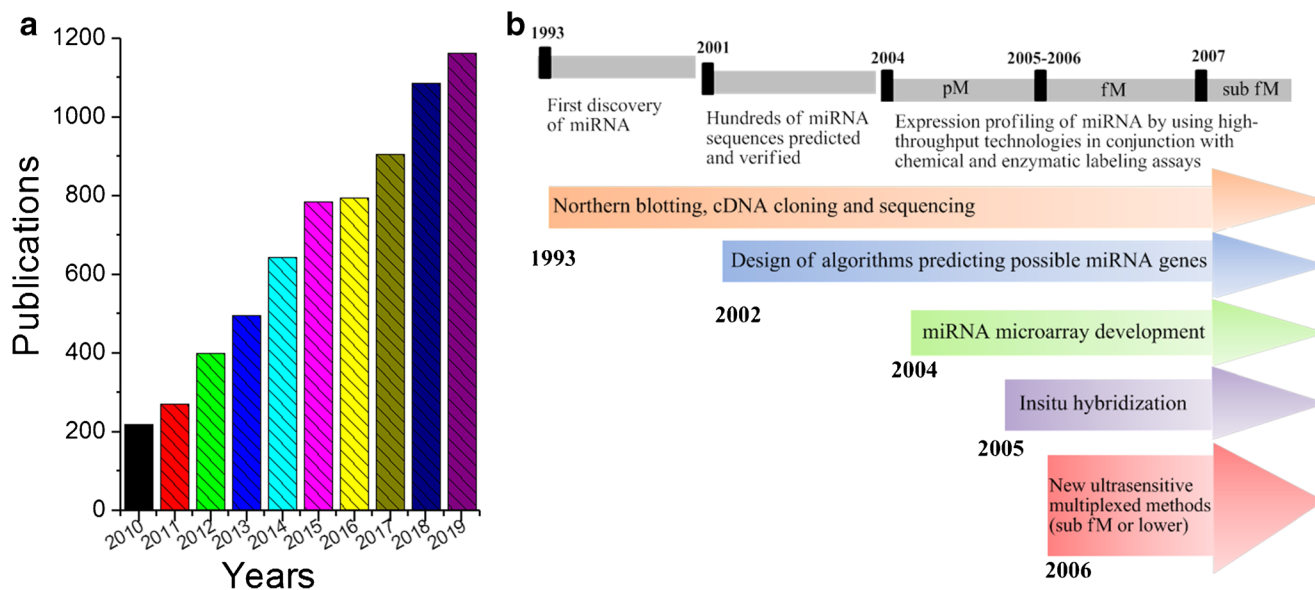 a
1200
1000
800
600
400
200
0
Publications
2010
2011
2012
2013
2014
2015
2016
2017
2018
2019
Years
b
1993
2001
2004
2005-2006
2007
pM
fM
sub fM
First discovery
of miRNA
Hundreds of miRNA
sequences predicted
and verified
Expression profiling of miRNA by using high-
throughput technologies in conjunction with
chemical and enzymatic labeling assays
Northern blotting, cDNA cloning and sequencing
1993
Design of algorithms predicting possible miRNA genes
2002
miRNA microarray development
2004
Insitu hybridization
2005
New ultrasensitive
multiplexed methods
(sub fM or lower)
2006